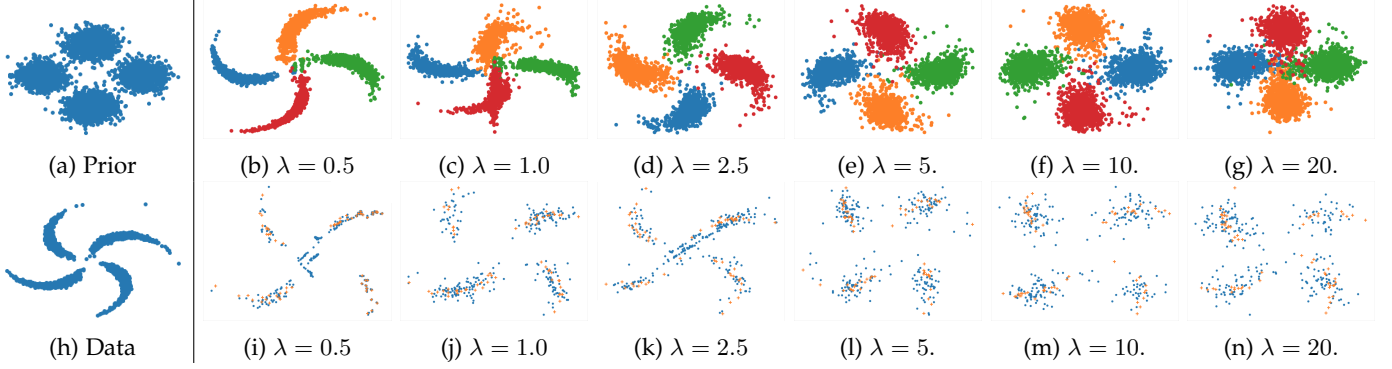 (a) Prior
(b) λ = 0.5
(c) λ = 1.0
(d) λ = 2.5
(e) λ = 5.
(f) λ = 10.
(g) λ = 20.
(h) Data
(i) λ = 0.5
(j) λ = 1.0
(k) λ = 2.5
(l) λ = 5.
(m) λ = 10.
(n) λ = 20.